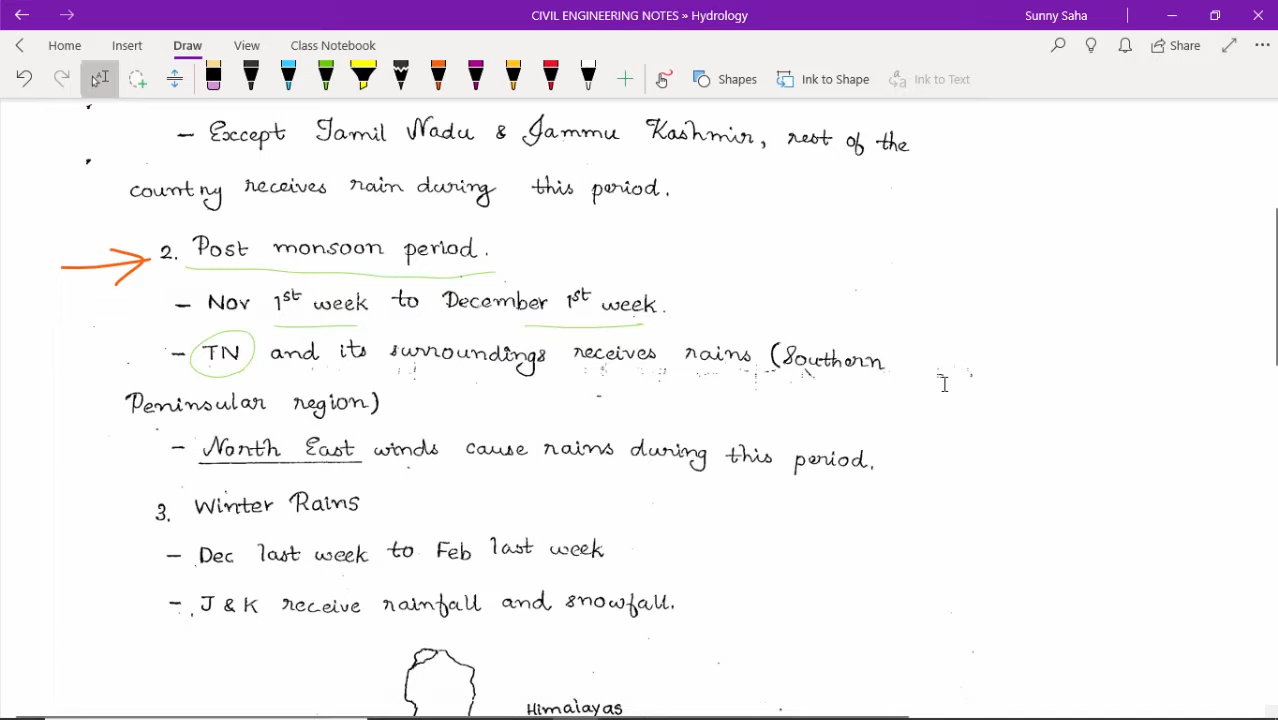 CIVIL ENGINEERING NOTES » Hydrology
Sunny Saha
Home Insert Draw View Class Notebook
Share
Shapes Ink to Shape Ink to Text
- Except Tamil Nadu & Jammu Kashmir, rest of the
country receives rain during this period.
2. Post monsoon period.
- Nov 1st week to December 1st week.
- TN and its surroundings receives rains (Southern
Peninsular region)
- North East winds cause rains during this period.
3. Winter Rains
- Dec last week to Feb last week
- J & K receive rainfall and snowfall.
Himalayas